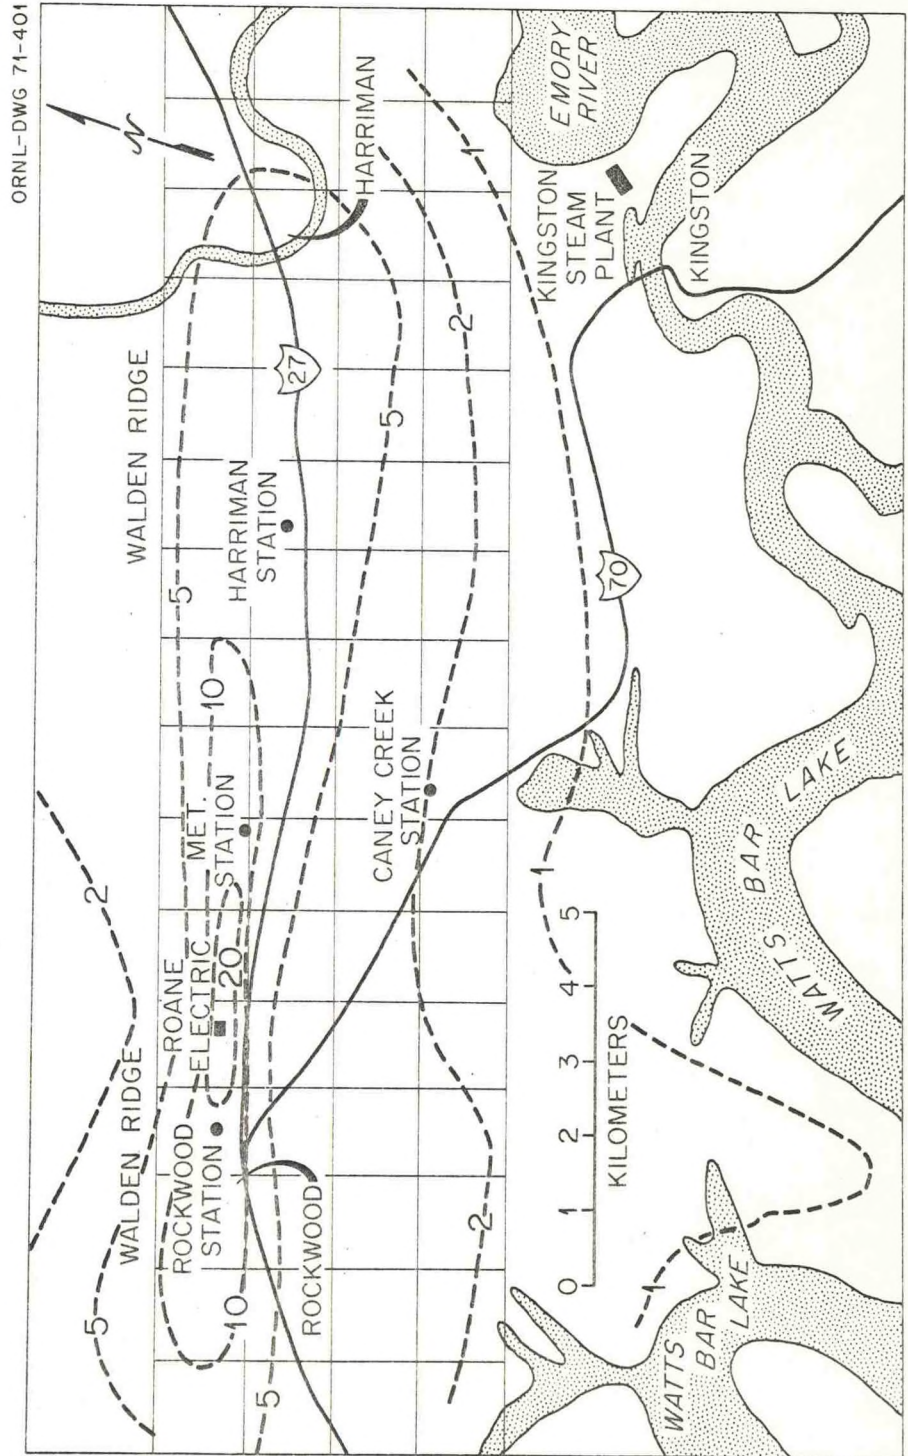 ORNL-DWG 71-401
N
WALDEN RIDGE
WALDEN RIDGE
2
5
5
ROANE
ELECTRIC
MET.
STATION
10
20
HARRIMAN
STATION
27
HARRIMAN
ROCKWOOD
STATION
10
5
ROCKWOOD
CANEY CREEK
STATION
5
2
2
1
1
1
70
EMORY
RIVER
KINGSTON
STEAM
PLANT
KINGSTON
0 1 2 3 4 5
KILOMETERS
WATTS
BAR
LAKE
WATTS BAR LAKE